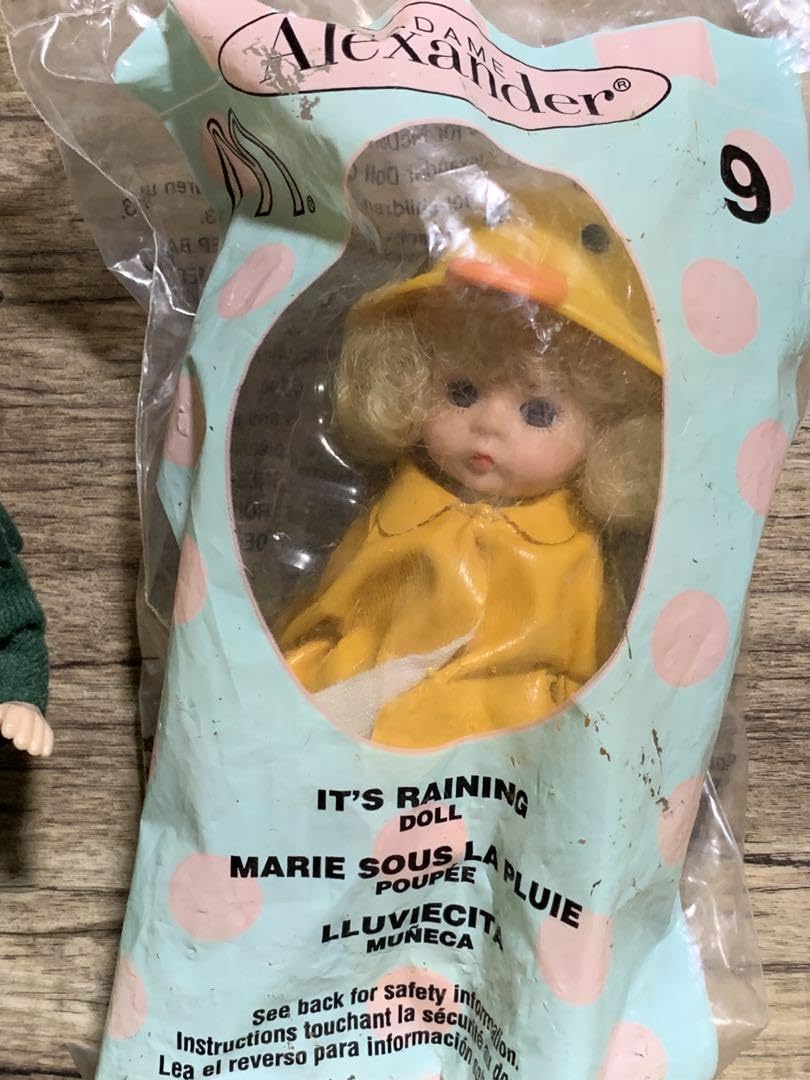 MADAME
Alexander®
M®
9
IT'S RAINING
DOLL
MARIE SOUS LA PLUIE
POUPÉE
LLUVIECITA
MUÑECA
See back for safety information.
Instructions touchant la sécurité au dos.
Lea el reverso para información